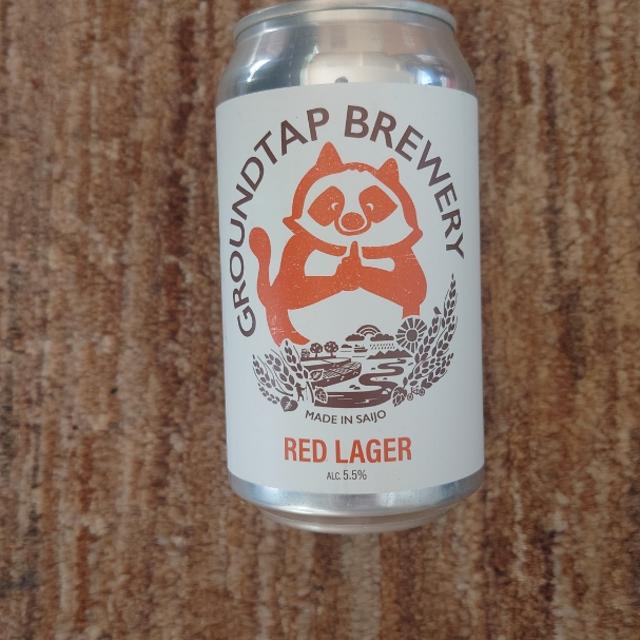 GROUNDTAP BREWERY
MADE IN SAIJO
RED LAGER
ALC. 5.5%